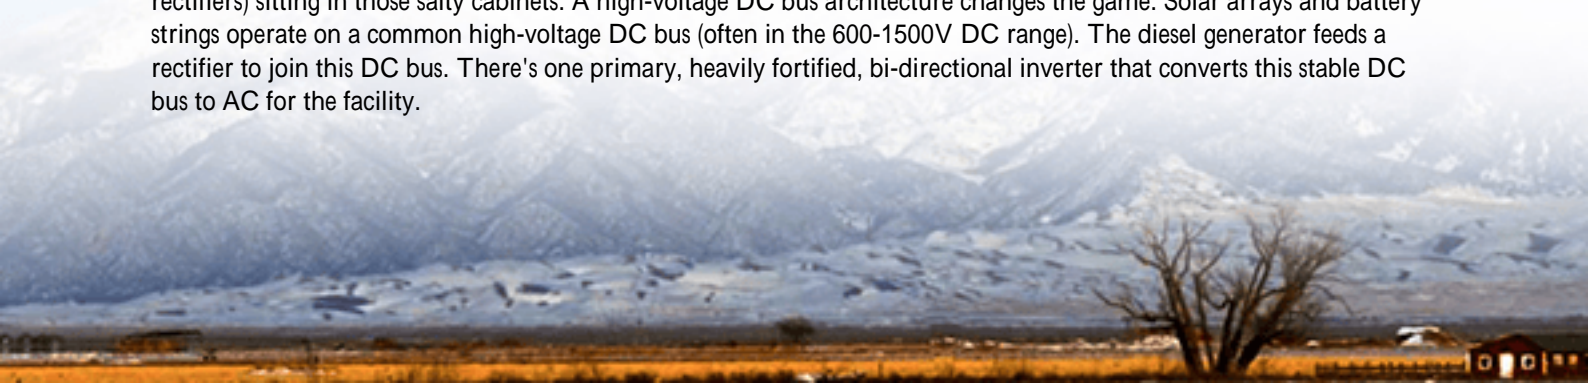 rectifiers) sitting in those salty cabinets. A high-voltage DC bus architecture changes the game. Solar arrays and battery
strings operate on a common high-voltage DC bus (often in the 600-1500V DC range). The diesel generator feeds a
rectifier to join this DC bus. There's one primary, heavily fortified, bi-directional inverter that converts this stable DC
bus to AC for the facility.